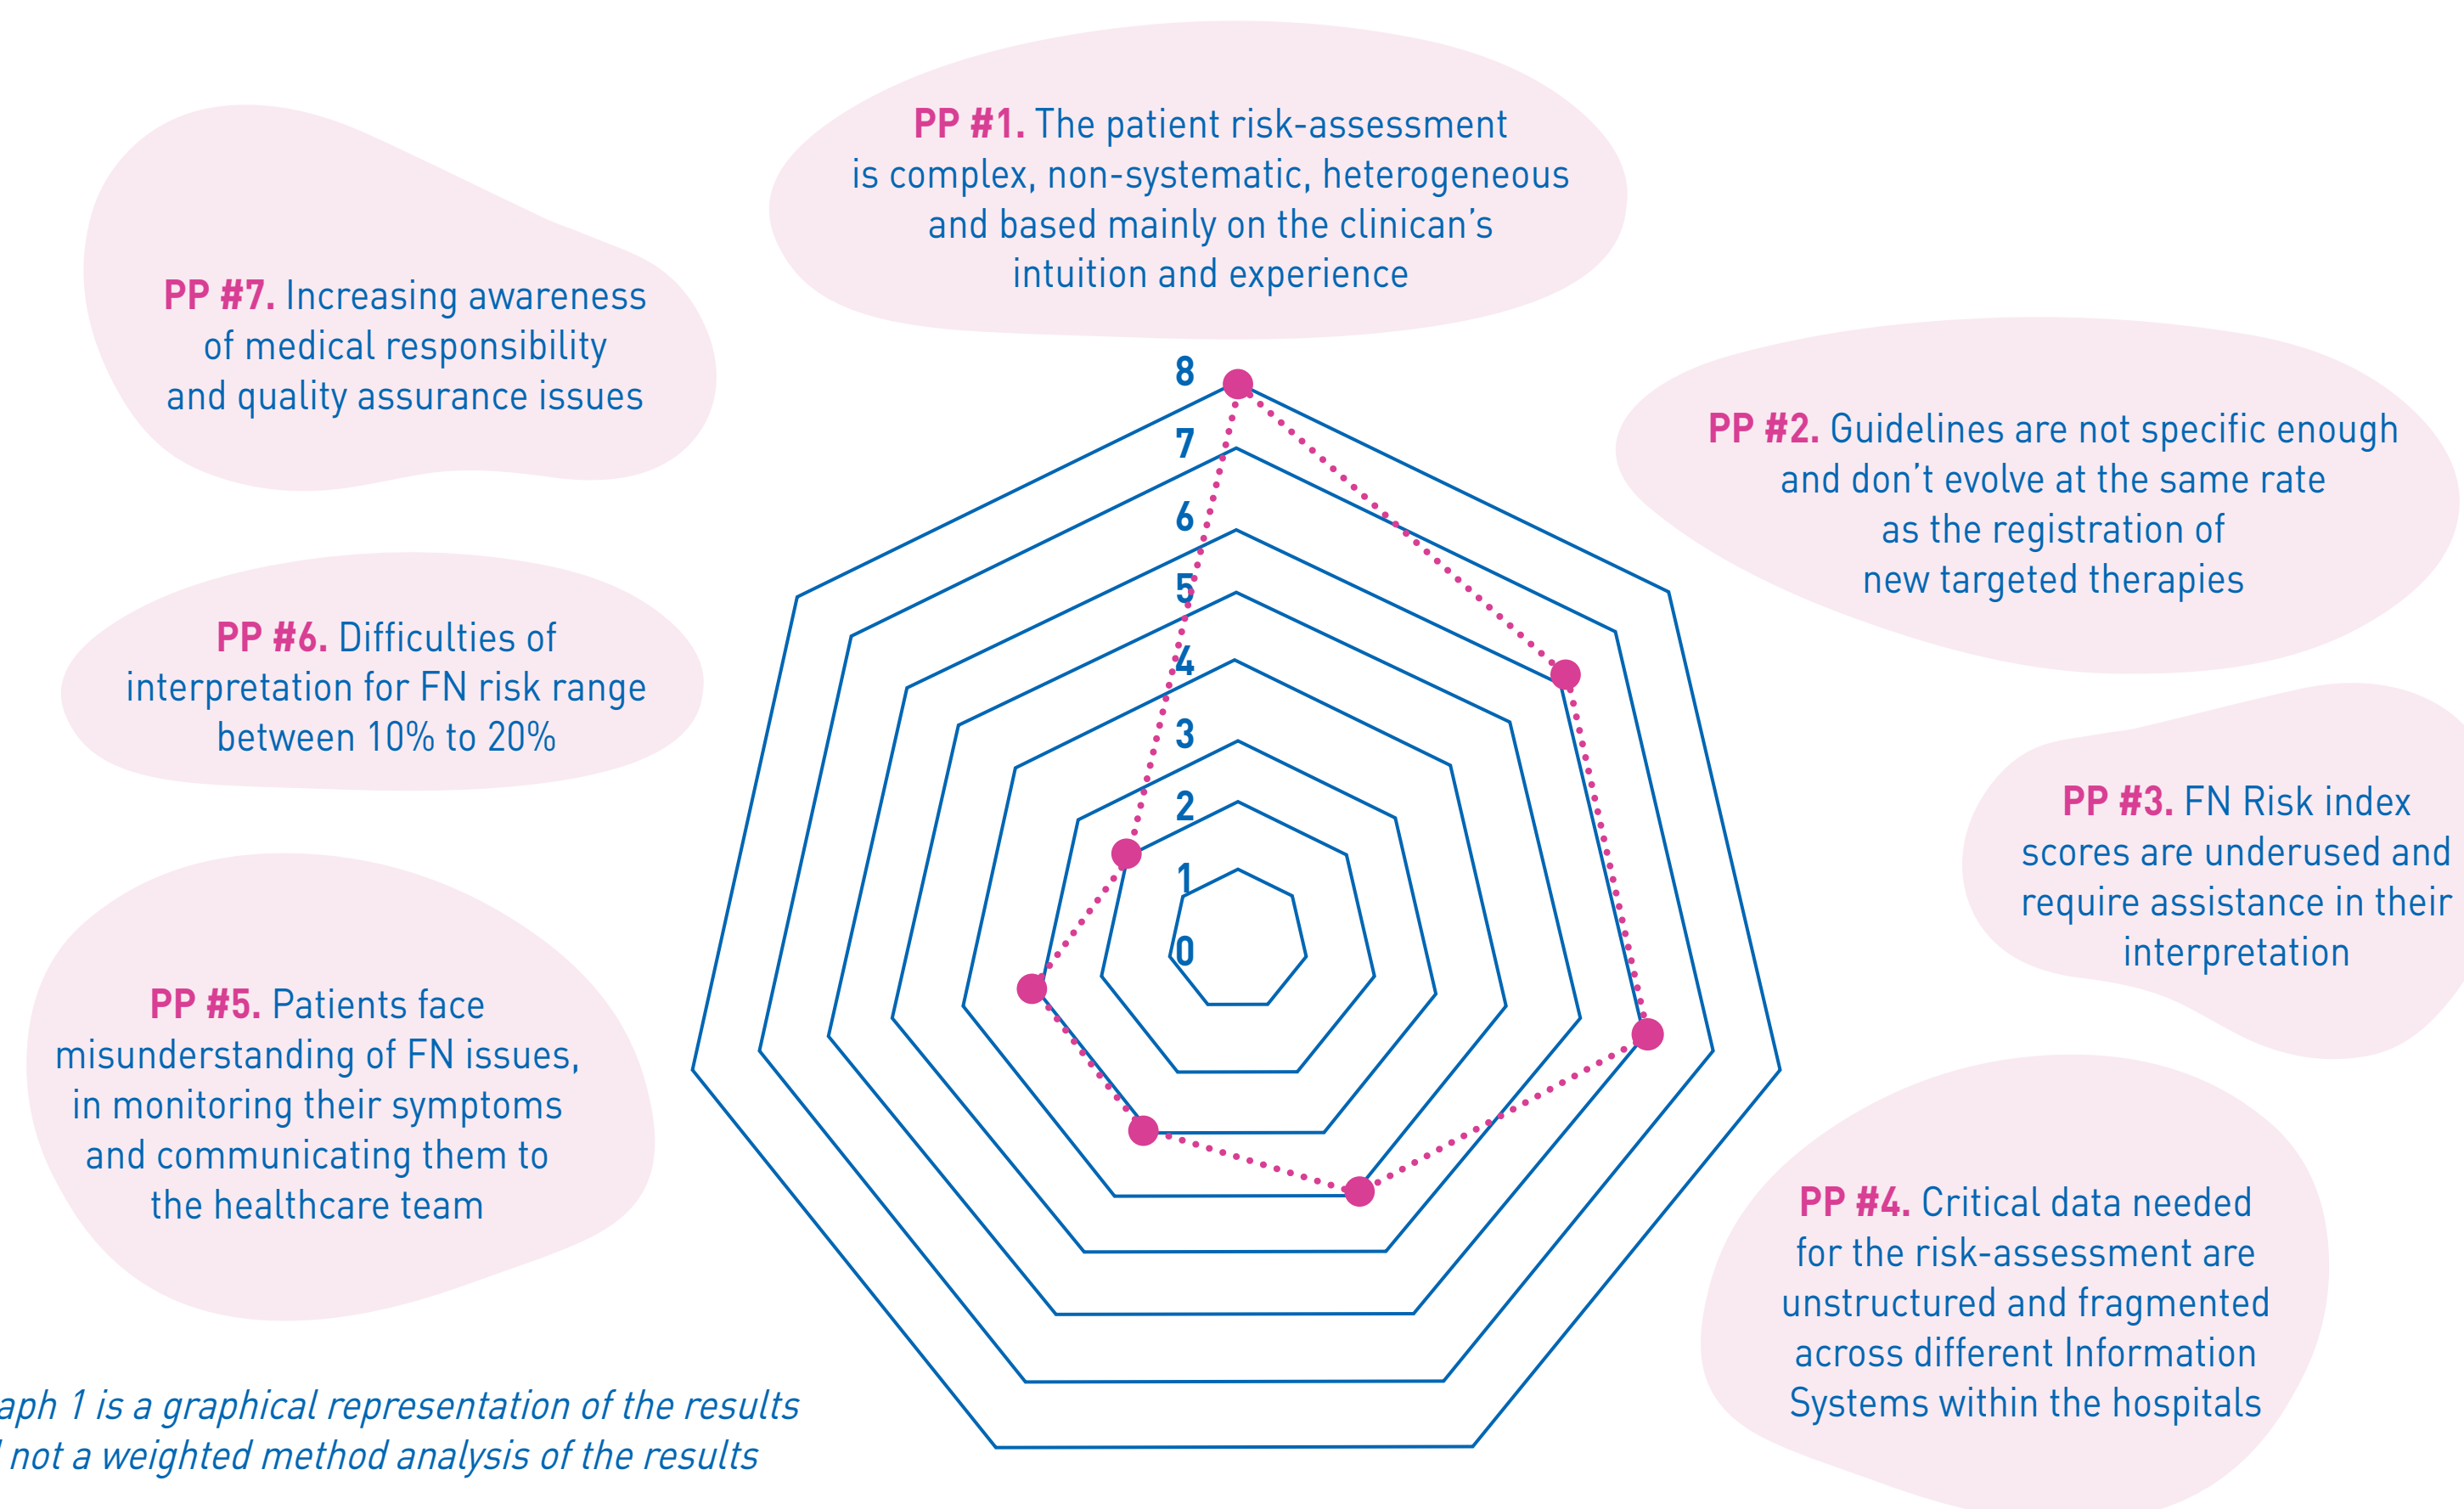 PP #1. The patient risk-assessment
is complex, non-systematic, heterogeneous
and based mainly on the clinican’s
intuition and experience
PP #7. Increasing awareness
of medical responsibility
and quality assurance issues
PP #2. Guidelines are not specific enough
and don’t evolve at the same rate
as the registration of
new targeted therapies
PP #6. Difficulties of
interpretation for FN risk range
between 10% to 20%
PP #3. FN Risk index
scores are underused and
require assistance in their
interpretation
8
7
6
5
4
3
2
1
0
PP #5. Patients face
misunderstanding of FN issues,
in monitoring their symptoms
and communicating them to
the healthcare team
PP #4. Critical data needed
for the risk-assessment are
unstructured and fragmented
across different Information
Systems within the hospitals
aph 1 is a graphical representation of the results
not a weighted method analysis of the results